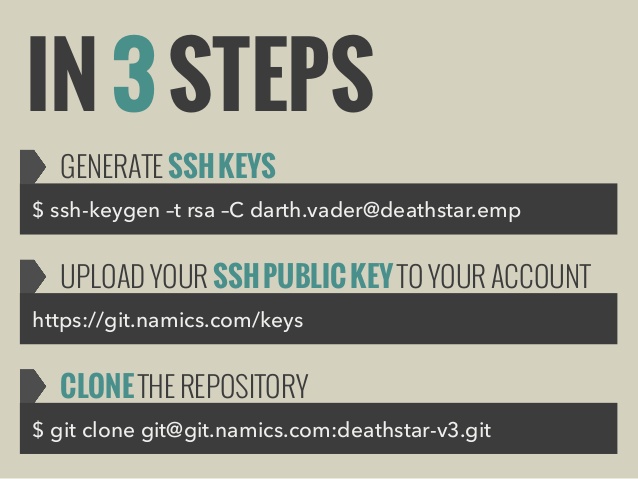 IN 3 STEPS
GENERATE SSH KEYS
$ ssh-keygen –t rsa –C darth.vader@deathstar.emp
UPLOAD YOUR SSH PUBLIC KEY TO YOUR ACCOUNT
https://git.namics.com/keys
CLONE THE REPOSITORY
$ git clone git@git.namics.com:deathstar-v3.git